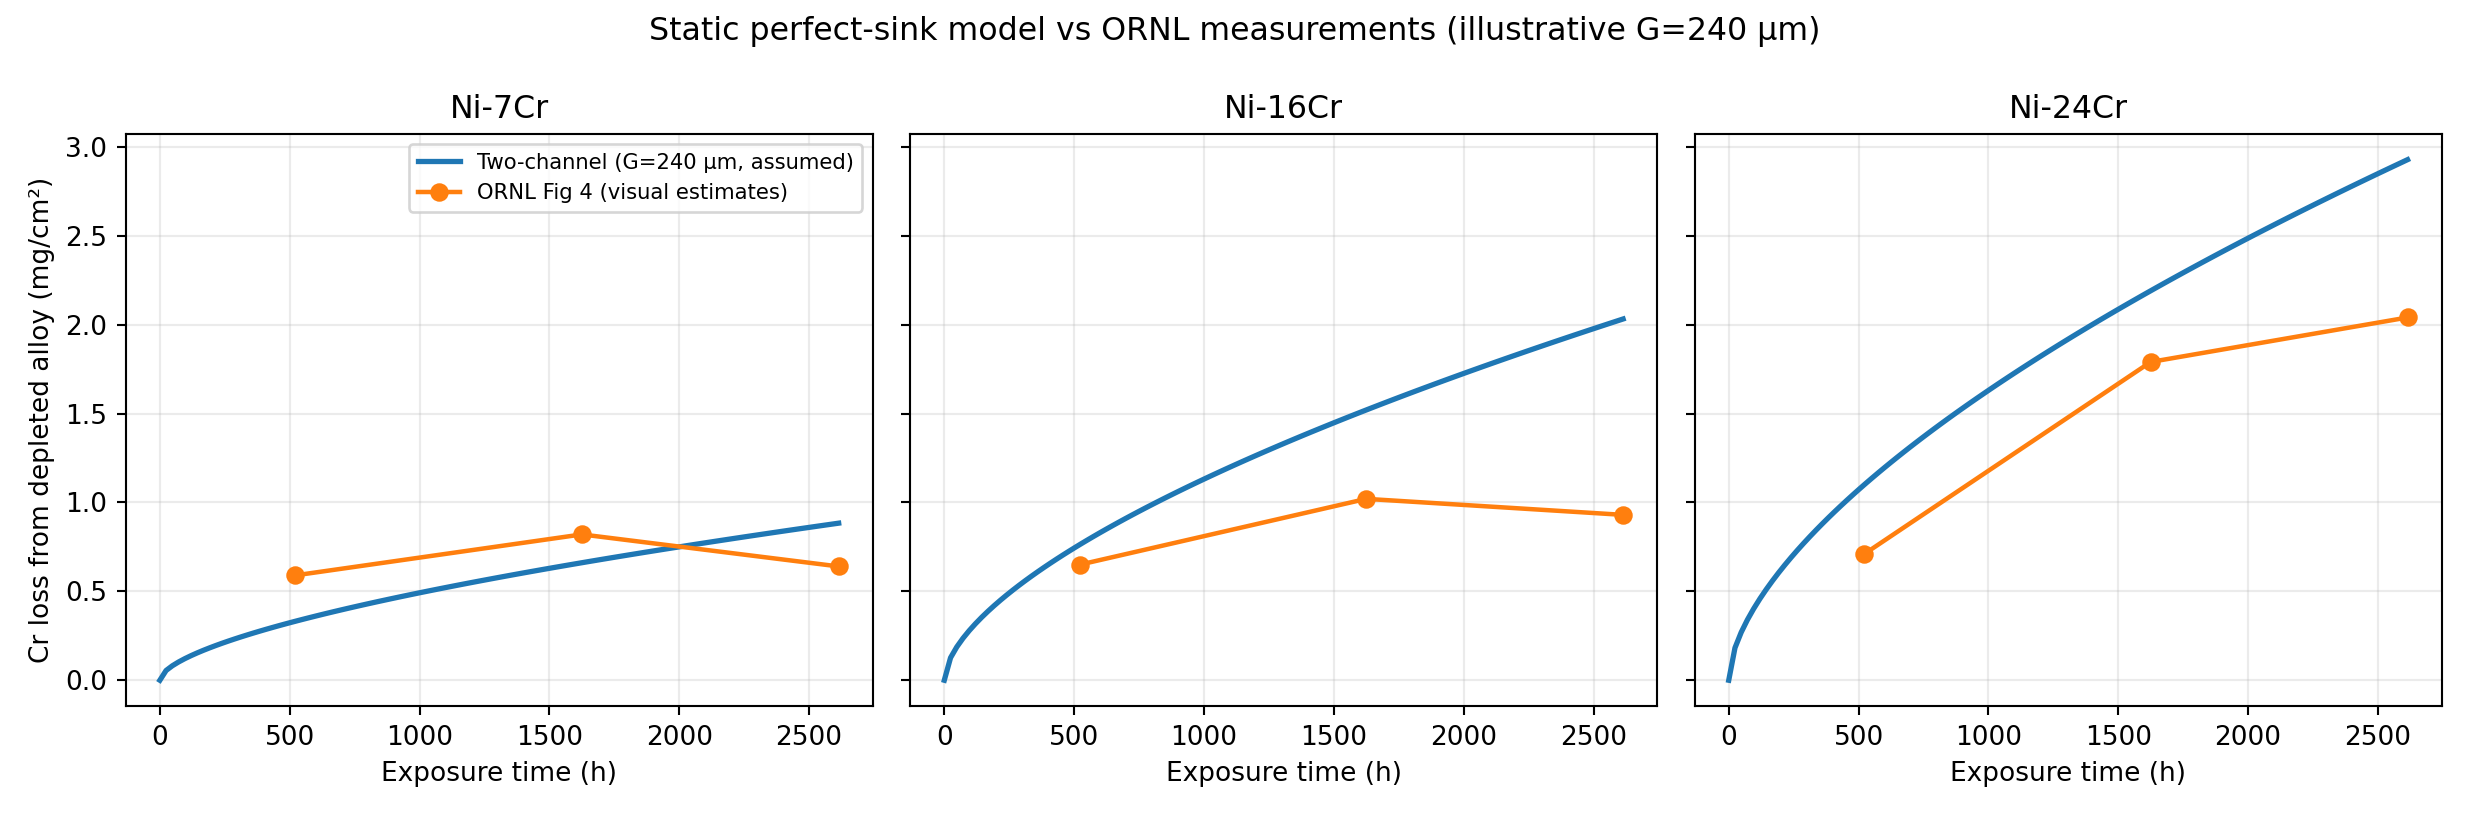 Static perfect-sink model vs ORNL measurements (illustrative G=240 μm)
Ni-7Cr
Ni-16Cr
Ni-24Cr
Cr loss from depleted alloy (mg/cm²)
3.0
2.5
2.0
1.5
1.0
0.5
0.0
Two-channel (G=240 μm, assumed)
ORNL Fig 4 (visual estimates)
0 500 1000 1500 2000 2500
0 500 1000 1500 2000 2500
0 500 1000 1500 2000 2500
Exposure time (h)
Exposure time (h)
Exposure time (h)